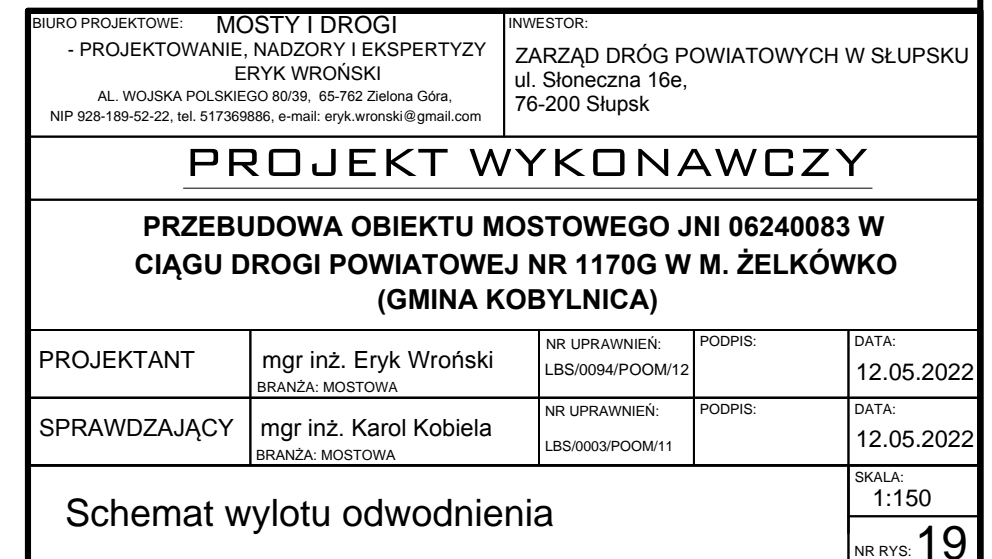 BIURO PROJEKTOWE: MOSTY I DROGI
- PROJEKTOWANIE, NADZORY I EKSPERTYZY
ERYK WROŃSKI
AL. WOJSKA POLSKIEGO 80/39, 65-762 Zielona Góra,
NIP 928-189-52-22, tel. 517369886, e-mail: eryk.wronski@gmail.com
INWESTOR:
ZARZĄD DRÓG POWIATOWYCH W SŁUPSKU
ul. Słoneczna 16e,
76-200 Słupsk
PROJEKT WYKONAWCZY
PRZEBUDOWA OBIEKTU MOSTOWEGO JNI 06240083 W
CIĄGU DROGI POWIATOWEJ NR 1170G W M. ŻELKÓWKO
(GMINA KOBYLNICA)
PROJEKTANT
mgr inż. Eryk Wroński
BRANŻA: MOSTOWA
NR UPRAWNIEŃ:
LBS/0094/POOM/12
PODPIS:
DATA:
12.05.2022
SPRAWDZAJĄCY
mgr inż. Karol Kobiela
BRANŻA: MOSTOWA
NR UPRAWNIEŃ:
LBS/0003/POOM/11
PODPIS:
DATA:
12.05.2022
Schemat wylotu odwodnienia
SKALA:
1:150
NR RYS: 19